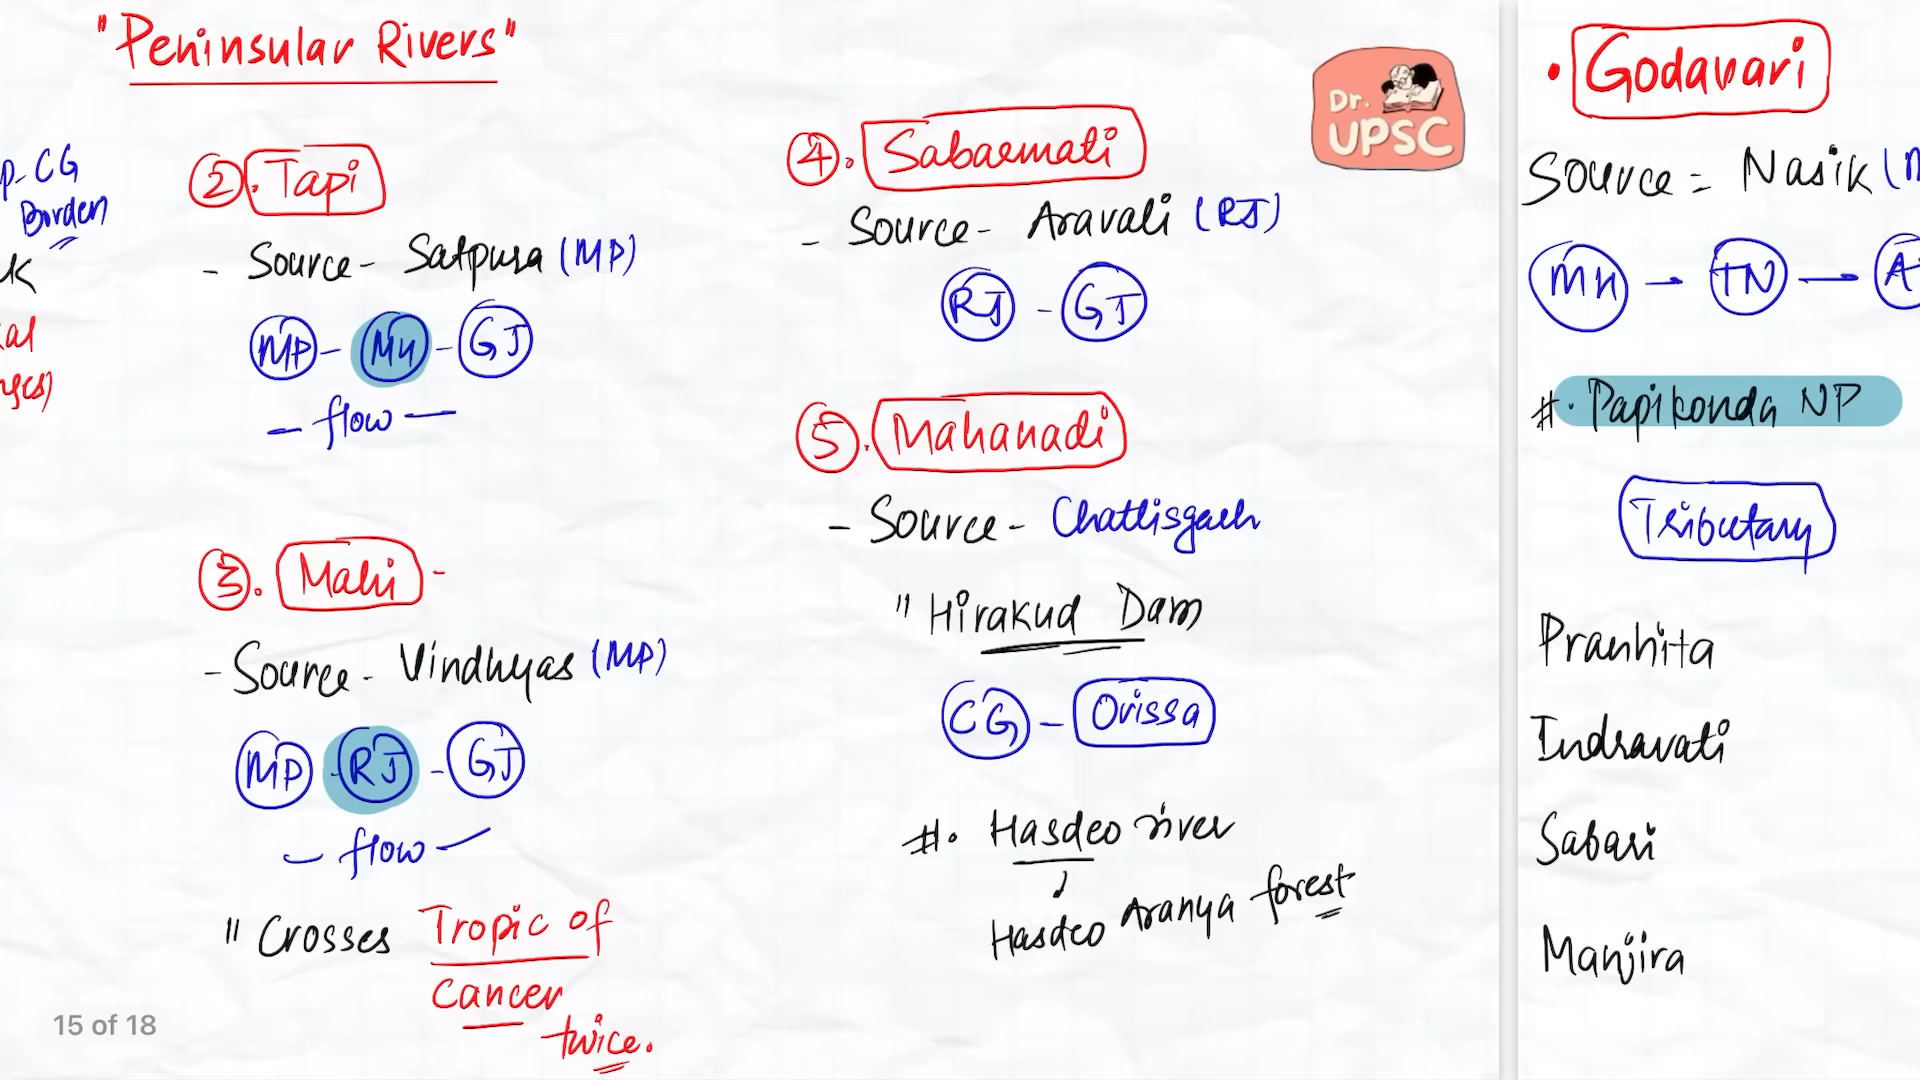 "Peninsular Rivers"
P-CG
Border
K
cal
yses)
2. Tapi
- Source - Satpura (MP)
MP - MH - GJ
- flow -
3. Mahi -
- Source - Vindhyas (MP)
MP - RJ - GJ
- flow -
" Crosses Tropic of
Cancer
twice.
15 of 18
4. Sabarmati
- Source - Aravali (RJ)
RJ - GJ
5. Mahanadi
- Source - Chattisgarh
" Hirakud Dam
CG - Orissa
#. Hasdeo river
Hasdeo Aranya forest
Dr.
UPSC
• Godavari
Source = Nasik (
MH - TN - A
#. Papikonda NP
Tributary
Pranhita
Indravati
Sabari
Manjira